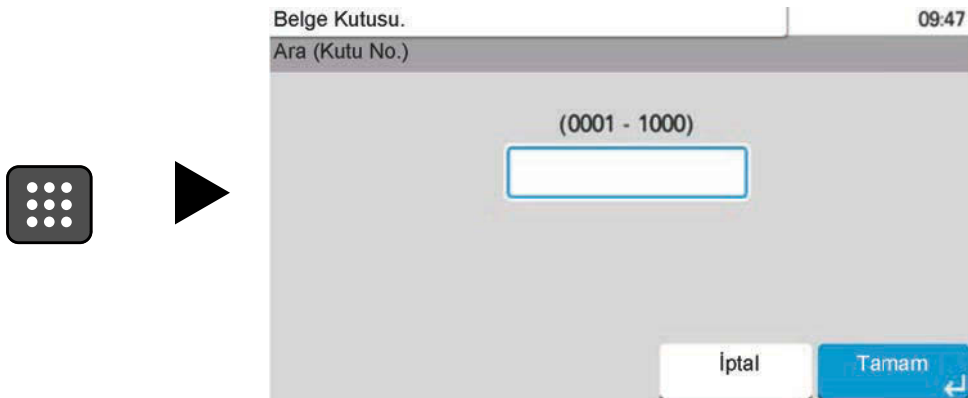 Belge Kutusu.
09:47
Ara (Kutu No.)
(0001 - 1000)
İptal
Tamam